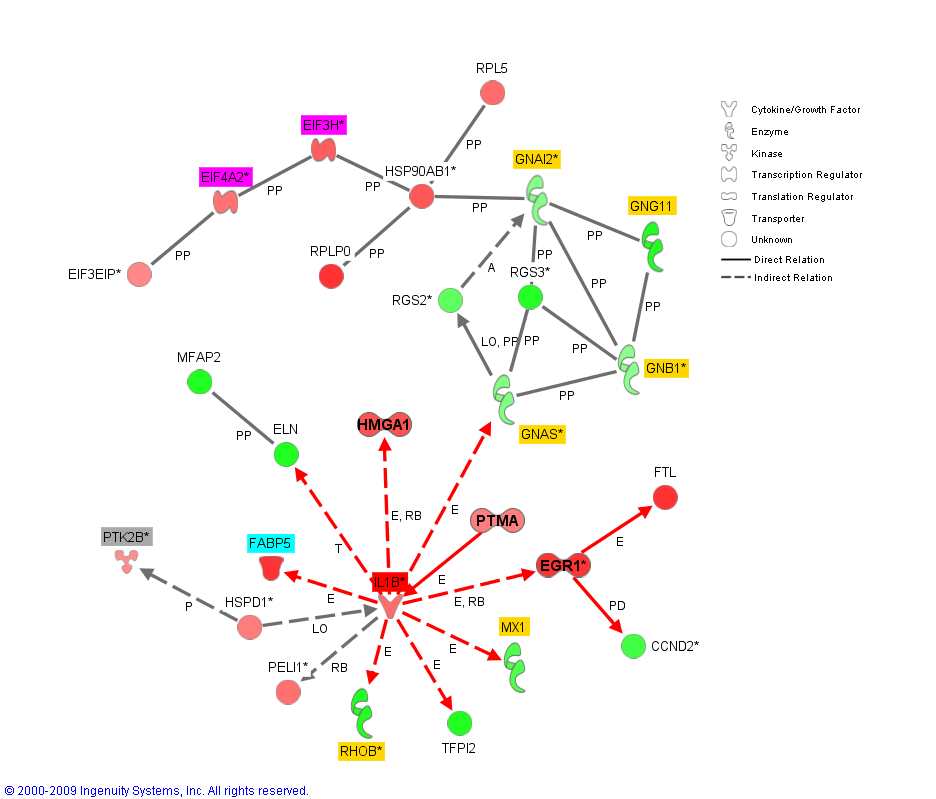 RPL5
PP
EIF3H*
PP
HSP90AB1*
GNAI2*
EIF4A2*
PP
PP
GNG11
PP
PP
RPLP0
PP
PP
EIF3EIP*
A
RGS3*
PP
RGS2*
PP
LO, PP
PP
PP
MFAP2
GNB1*
PP
PP
ELN
HMGA1
GNAS*
FTL
E, RB
E
PTMA
PTK2B*
FABP5
T
E
EGR1*
IL1B*
E
P
HSPD1*
E
E, RB
PD
LO
MX1
CCND2*
PELI1*
RB
E
E
E
RHOB*
TFPI2
Cytokine/Growth Factor
Enzyme
Kinase
Transcription Regulator
Translation Regulator
Transporter
Unknown
Direct Relation
Indirect Relation
© 2000-2009 Ingenuity Systems, Inc. All rights reserved.